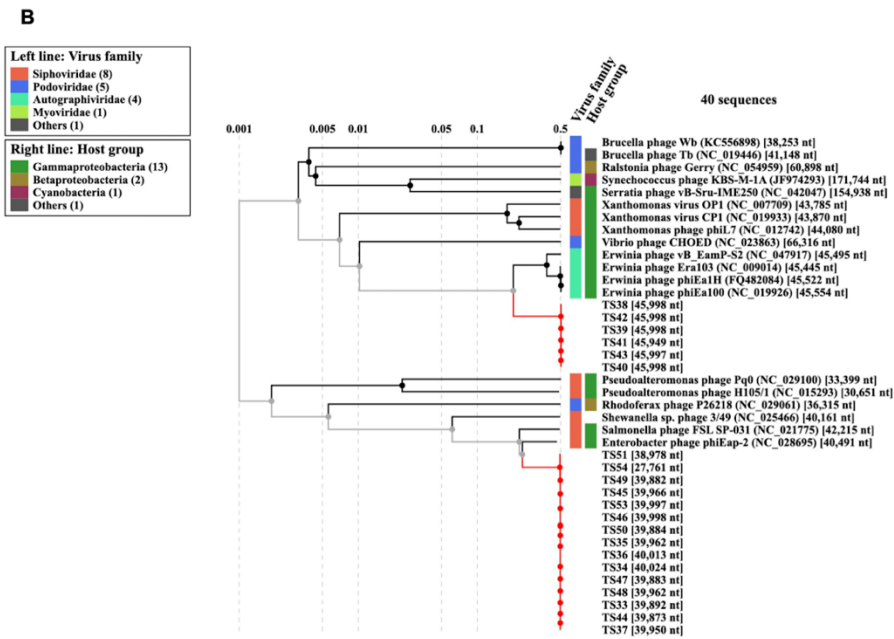 B
Left line: Virus family
Siphoviridae (8)
Podoviridae (5)
Autographiviridae (4)
Myoviridae (1)
Others (1)
Right line: Host group
Gammaproteobacteria (13)
Betaproteobacteria (2)
Cyanobacteria (1)
Others (1)
Virus family
Host group
40 sequences
0.001 0.005 0.01 0.05 0.1 0.5
Brucella phage Wb (KC556898) [38,253 nt]
Brucella phage Tb (NC_019446) [41,148 nt]
Ralstonia phage Gerry (NC_054959) [60,898 nt]
Synechococcus phage KBS-M-1A (JF974293) [171,744 nt]
Serratia phage vB-Sru-IME250 (NC_042047) [154,938 nt]
Xanthomonas virus OP1 (NC_007709) [43,785 nt]
Xanthomonas virus CP1 (NC_019933) [43,870 nt]
Xanthomonas phage phiL7 (NC_012742) [44,080 nt]
Vibrio phage CHOED (NC_023863) [66,316 nt]
Erwinia phage vB_EamP-S2 (NC_047917) [45,495 nt]
Erwinia phage Era103 (NC_009014) [45,445 nt]
Erwinia phage phiEa1H (FQ482084) [45,522 nt]
Erwinia phage phiEa100 (NC_019926) [45,554 nt]
TS38 [45,998 nt]
TS42 [45,998 nt]
TS39 [45,998 nt]
TS41 [45,949 nt]
TS43 [45,997 nt]
TS40 [45,998 nt]
Pseudoalteromonas phage Pq0 (NC_029100) [33,399 nt]
Pseudoalteromonas phage H105/1 (NC_015293) [30,651 nt]
Rhodoferax phage P26218 (NC_029061) [36,315 nt]
Shewanella sp. phage 3/49 (NC_025466) [40,161 nt]
Salmonella phage FSL SP-031 (NC_021775) [42,215 nt]
Enterobacter phage phiEap-2 (NC_028695) [40,491 nt]
TS51 [38,978 nt]
TS54 [27,761 nt]
TS49 [39,882 nt]
TS45 [39,966 nt]
TS53 [39,997 nt]
TS46 [39,998 nt]
TS50 [39,884 nt]
TS35 [39,962 nt]
TS36 [40,013 nt]
TS34 [40,024 nt]
TS47 [39,883 nt]
TS48 [39,962 nt]
TS33 [39,892 nt]
TS44 [39,873 nt]
TS37 [39,950 nt]